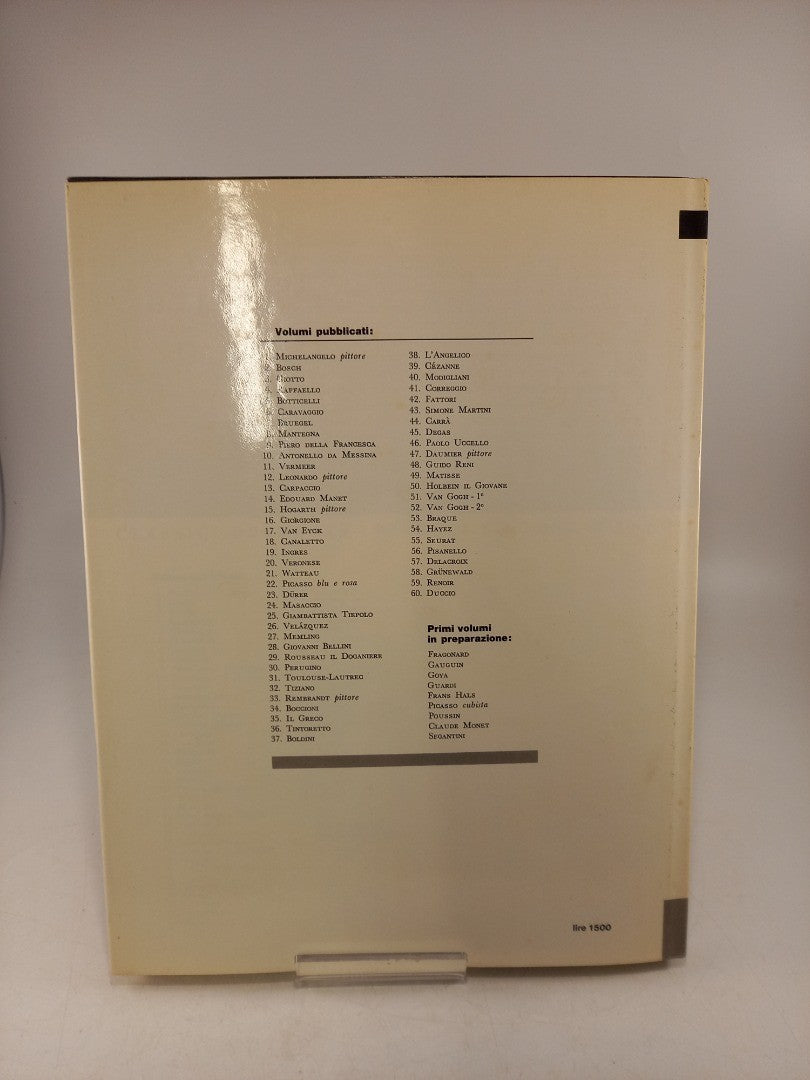 Volumi pubblicati:
1. Michelangelo pittore
2. Bosch
3. Giotto
4. Raffaello
5. Botticelli
6. Caravaggio
7. Bruegel
8. Mantegna
9. Piero della Francesca
10. Antonello da Messina
11. Vermeer
12. Leonardo pittore
13. Carpaccio
14. Edouard Manet
15. Hogarth pittore
16. Giorgione
17. Van Eyck
18. Canaletto
19. Ingres
20. Veronese
21. Watteau
22. Picasso blu e rosa
23. Dürer
24. Masaccio
25. Giambattista Tiepolo
26. Velázquez
27. Memling
28. Giovanni Bellini
29. Rousseau il Doganiere
30. Perugino
31. Toulouse-Lautrec
32. Tiziano
33. Rembrandt pittore
34. Boccioni
35. Il Greco
36. Tintoretto
37. Boldini
38. L'Angelico
39. Cézanne
40. Modigliani
41. Correggio
42. Fattori
43. Simone Martini
44. Carrà
45. Degas
46. Paolo Uccello
47. Daumier pittore
48. Guido Reni
49. Matisse
50. Holbein il Giovane
51. Van Gogh - 1°
52. Van Gogh - 2°
53. Braque
54. Hayez
55. Seurat
56. Pisanello
57. Delacroix
58. Grünewald
59. Renoir
60. Duccio
Primi volumi
in preparazione:
Fragonard
Gauguin
Goya
Guardi
Frans Hals
Picasso cubista
Poussin
Claude Monet
Segantini
lire 1500